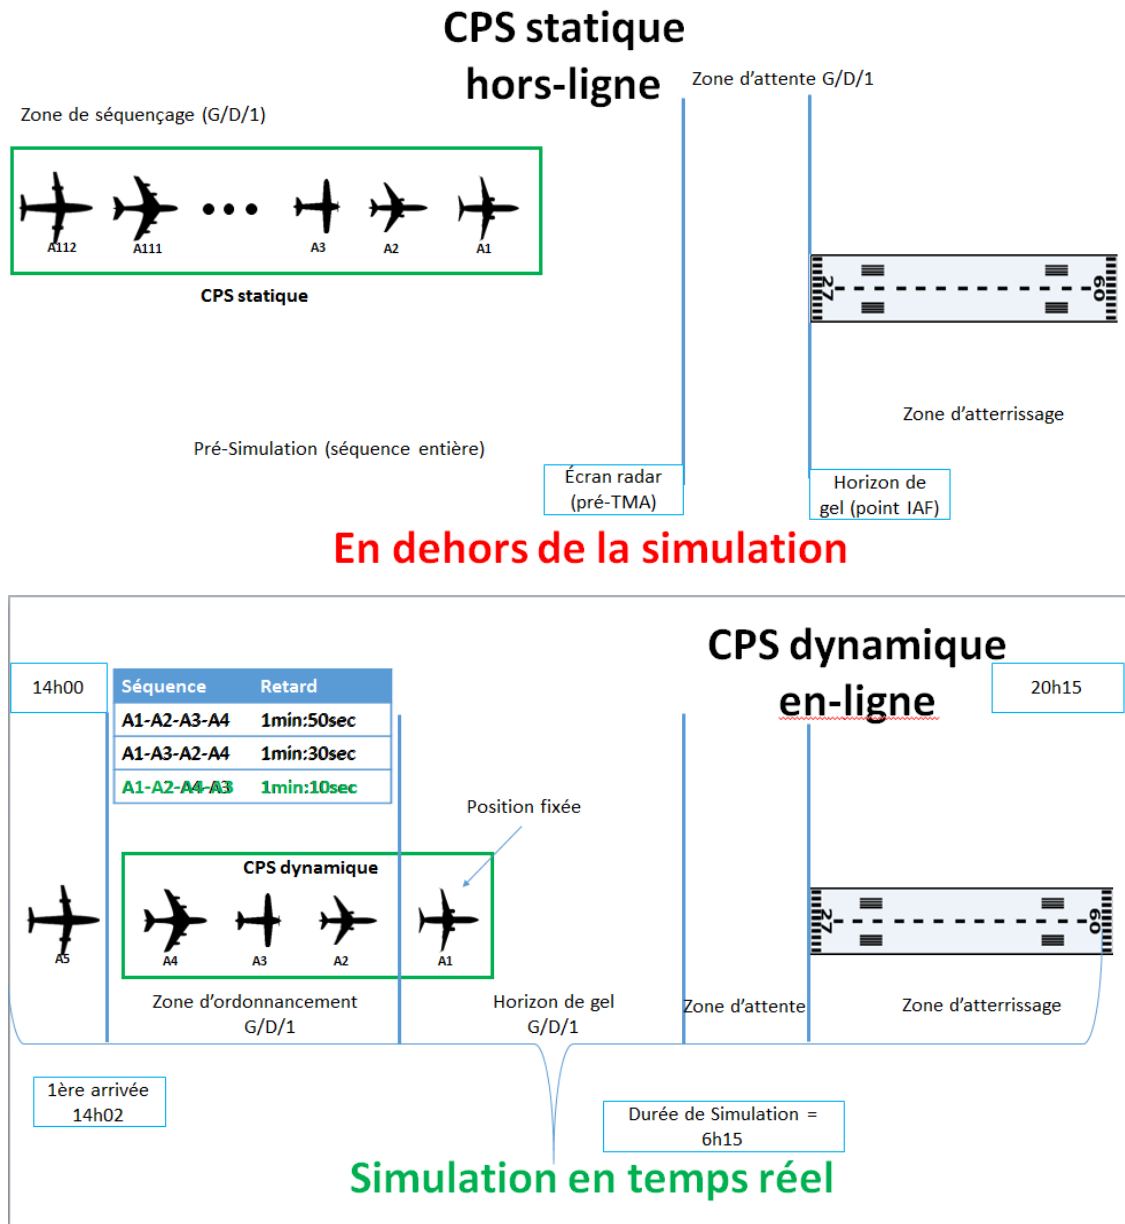 CPS statique
hors-ligne
Zone d'attente G/D/1
Zone de séquençage (G/D/1)
A112
A111
A3
A2
A1
CPS statique
27
09
Zone d'atterrissage
Pré-Simulation (séquence entière)
Écran radar
(pré-TMA)
Horizon de
gel (point IAF)
En dehors de la simulation
CPS dynamique
en-ligne
14h00
20h15
Séquence Retard
A1-A2-A3-A4 1min:50sec
A1-A3-A2-A4 1min:30sec
A1-A2-A4-A3 1min:10sec
Position fixée
CPS dynamique
A5
A4
A3
A2
A1
27
09
Zone d'ordonnancement
G/D/1
Horizon de gel
G/D/1
Zone d'attente
Zone d'atterrissage
1ère arrivée
14h02
Durée de Simulation =
6h15
Simulation en temps réel